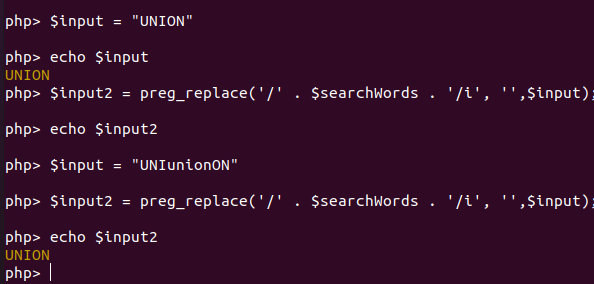 php> $input = "UNION"
php> echo $input
UNION
php> $input2 = preg_replace('/' . $searchWords . '/i', '',$input);
php> echo $input2
php> $input = "UNIunionON"
php> $input2 = preg_replace('/' . $searchWords . '/i', '',$input);
php> echo $input2
UNION
php>